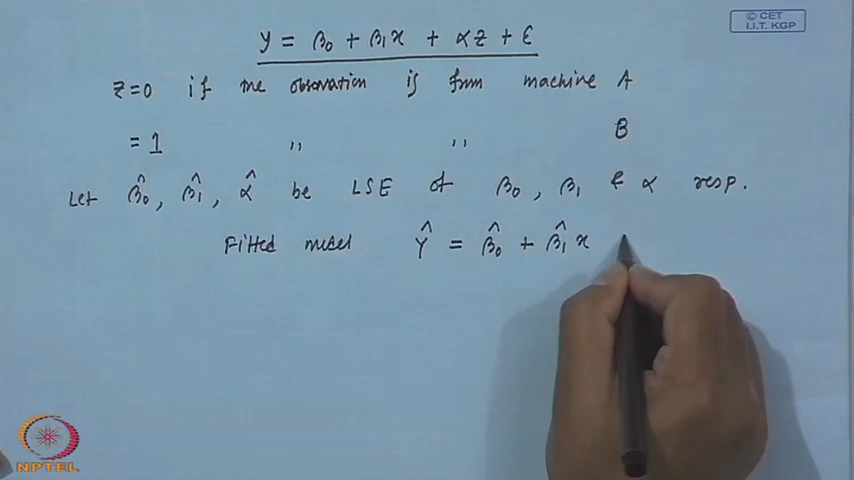 © CET
I.I.T. KGP
Y = β₀ + β₁x + αz + ε
z=0 if the observation is from machine A
= 1 ,, ,, B
Let β̂₀, β̂₁, α̂ be LSE of β₀, β₁ & α resp.
Fitted model Ŷ = β̂₀ + β̂₁x
NPTEL